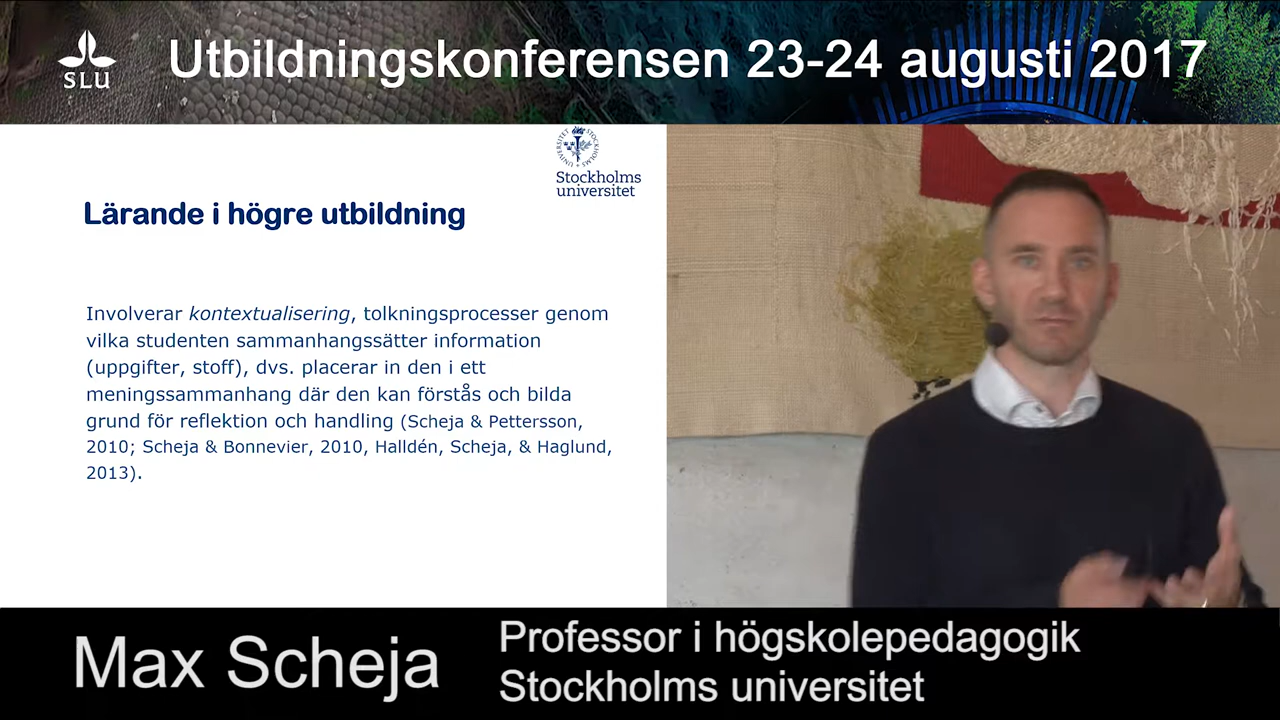 SLU
Utbildningskonferensen 23-24 augusti 2017
STOCKHOLMS UNIVERSITET
Stockholms
universitet
Lärande i högre utbildning
Involverar kontextualisering, tolkningsprocesser genom
vilka studenten sammanhangssätter information
(uppgifter, stoff), dvs. placerar in den i ett
meningssammanhang där den kan förstås och bilda
grund för reflektion och handling (Scheja & Pettersson,
2010; Scheja & Bonnevier, 2010, Halldén, Scheja, & Haglund,
2013).
Max Scheja
Professor i högskolepedagogik
Stockholms universitet